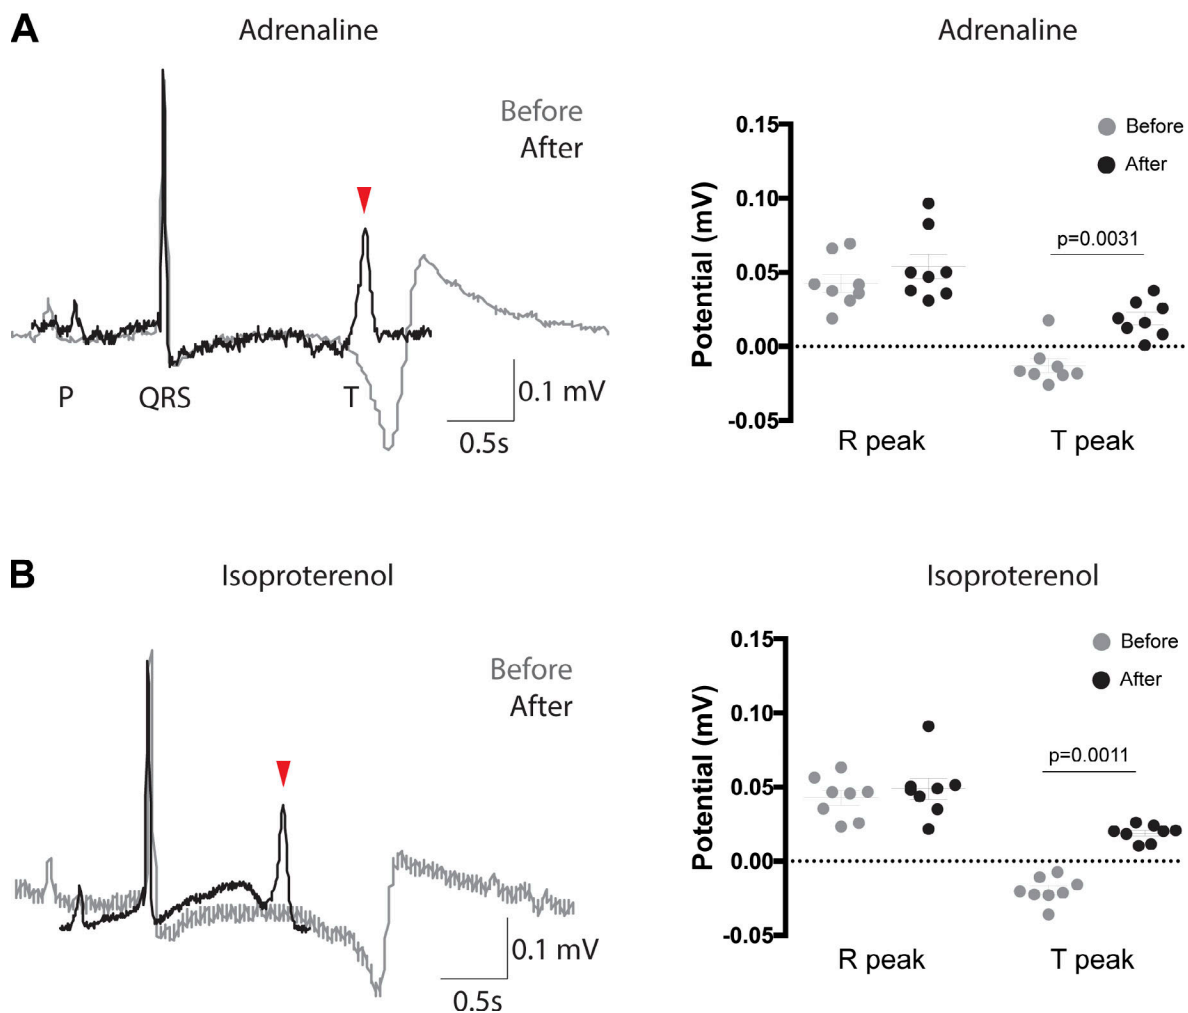 A
Adrenaline
Before
After
P
QRS
T
0.1 mV
0.5s
Adrenaline
Before
After
Potential (mV)
0.15
0.10
0.05
0.00
-0.05
p=0.0031
R peak
T peak
B
Isoproterenol
Before
After
0.1 mV
0.5s
Isoproterenol
Before
After
Potential (mV)
0.15
0.10
0.05
0.00
-0.05
p=0.0011
R peak
T peak